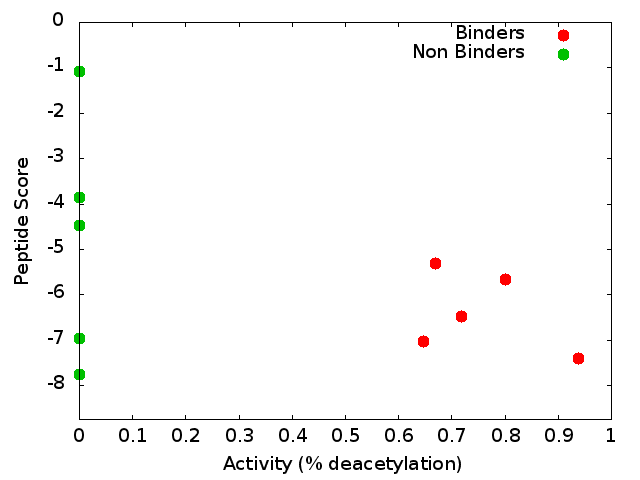 0
-1
-2
-3
-4
-5
-6
-7
-8
Peptide Score
Binders
Non Binders
0 0.1 0.2 0.3 0.4 0.5 0.6 0.7 0.8 0.9 1
Activity (% deacetylation)